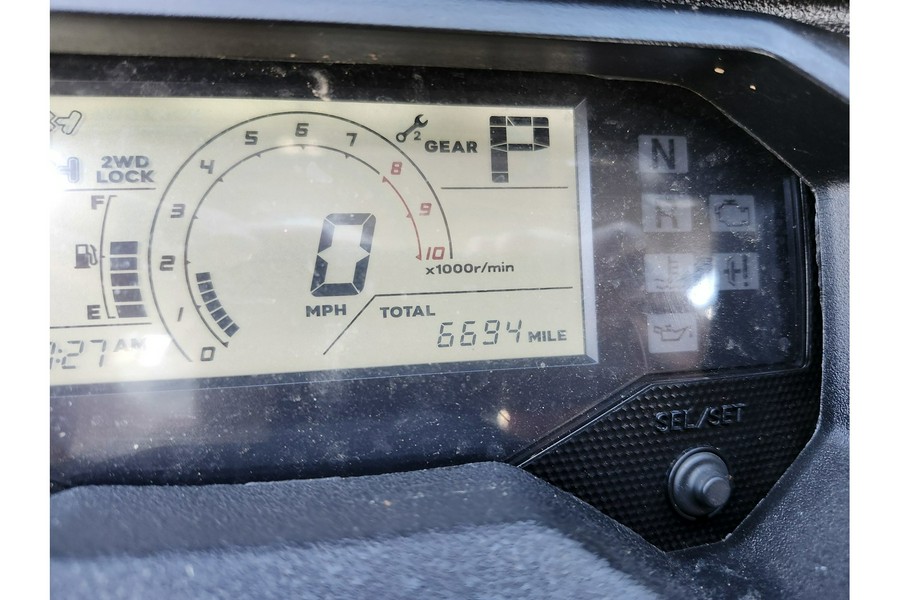 2WD
LOCK
F
E
:27 AM
0
1
2
3
4
5
6
7
8
9
10
x1000r/min
0
MPH
2
GEAR P
TOTAL
6694 MILE
N
R
SEL/SET